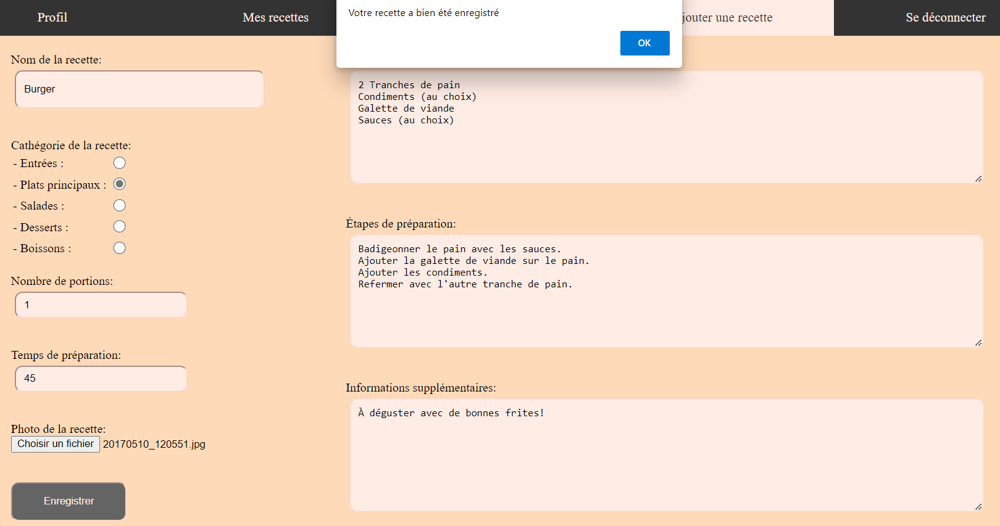 Profil
Mes recettes
jouter une recette
Se déconnecter
Votre recette a bien été enregistré
OK
Nom de la recette:
Burger
Cathégorie de la recette:
- Entrées :
- Plats principaux :
- Salades :
- Desserts :
- Boissons :
Nombre de portions:
1
Temps de préparation:
45
Photo de la recette:
Choisir un fichier 20170510_120551.jpg
Enregistrer
2 Tranches de pain
Condiments (au choix)
Galette de viande
Sauces (au choix)
Étapes de préparation:
Badigeonner le pain avec les sauces.
Ajouter la galette de viande sur le pain.
Ajouter les condiments.
Refermer avec l'autre tranche de pain.
Informations supplémentaires:
À déguster avec de bonnes frites!